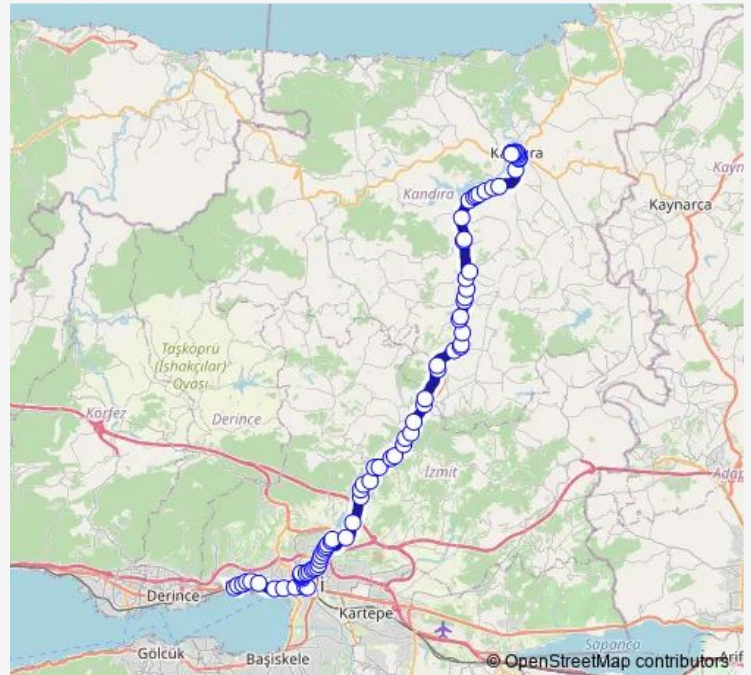 Kandıra
Kaynarca
Taşköprü
(İshakçılar)
Ovası
Körfez
Derince
İzmit
Derince
Kartepe
Gölcük
Başiskele
Sapanca
© OpenStreetMap contributors